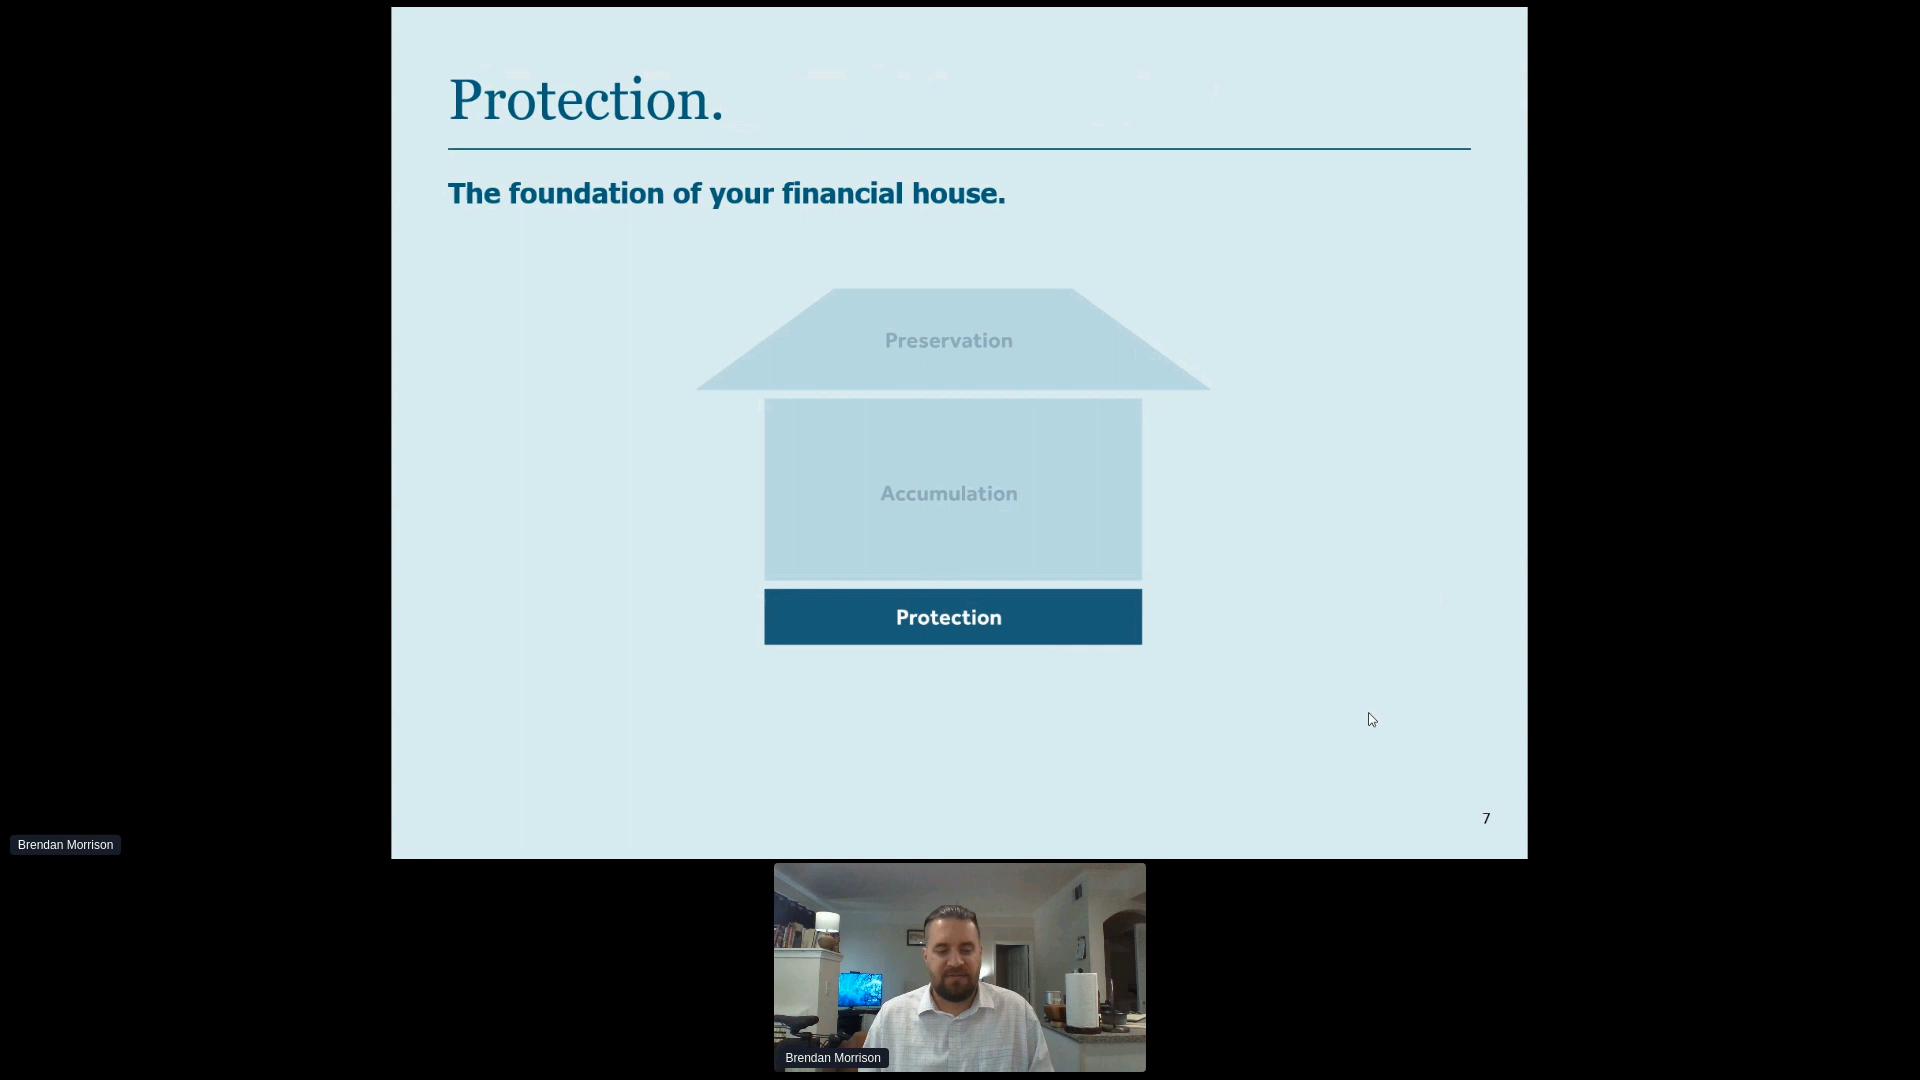 Protection.
The foundation of your financial house.
Preservation
Accumulation
Protection
7
Brendan Morrison
Brendan Morrison